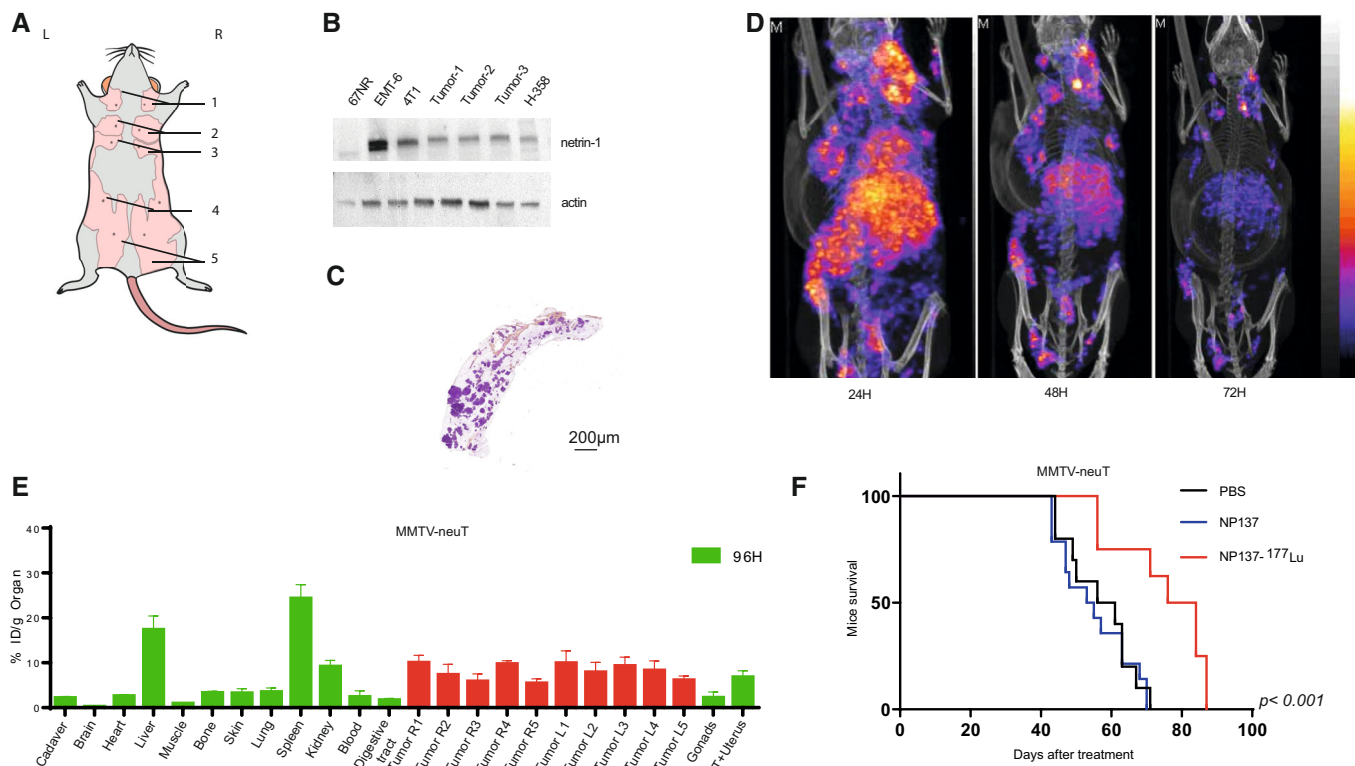 A
L
R
1
2
3
4
5
B
67NR
EMT-6
4T1
Tumor-1
Tumor-2
Tumor-3
H-358
netrin-1
actin
C
200µm
D
M
M
M
24H
48H
72H
E
MMTV-neuT
96H
% ID/g Organ
40
30
20
10
0
Cadaver
Brain
Heart
Liver
Muscle
Bone
Skin
Lung
Spleen
Kidney
Blood
Digestive
tract
Tumor R1
Tumor R2
Tumor R3
Tumor R4
Tumor R5
Tumor L1
Tumor L2
Tumor L3
Tumor L4
Tumor L5
Gonads
T+Uterus
F
MMTV-neuT
PBS
NP137
NP137-177Lu
Mice survival
100
50
0
0
20
40
60
80
100
p< 0.001
Days after treatment